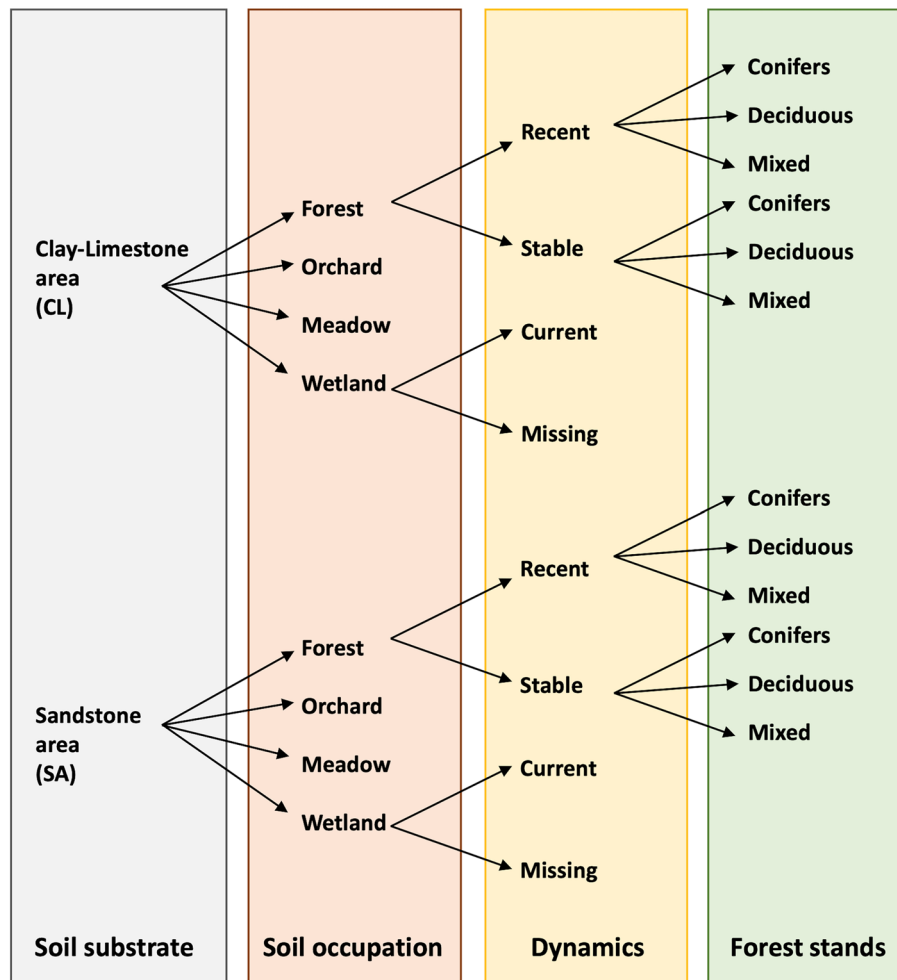 Conifers
Recent
Deciduous
Mixed
Forest
Conifers
Clay-Limestone
area
(CL)
Stable
Deciduous
Orchard
Mixed
Meadow
Current
Wetland
Missing
Conifers
Recent
Deciduous
Mixed
Forest
Conifers
Stable
Deciduous
Sandstone
area
(SA)
Orchard
Mixed
Meadow
Current
Wetland
Missing
Soil substrate
Soil occupation
Dynamics
Forest stands